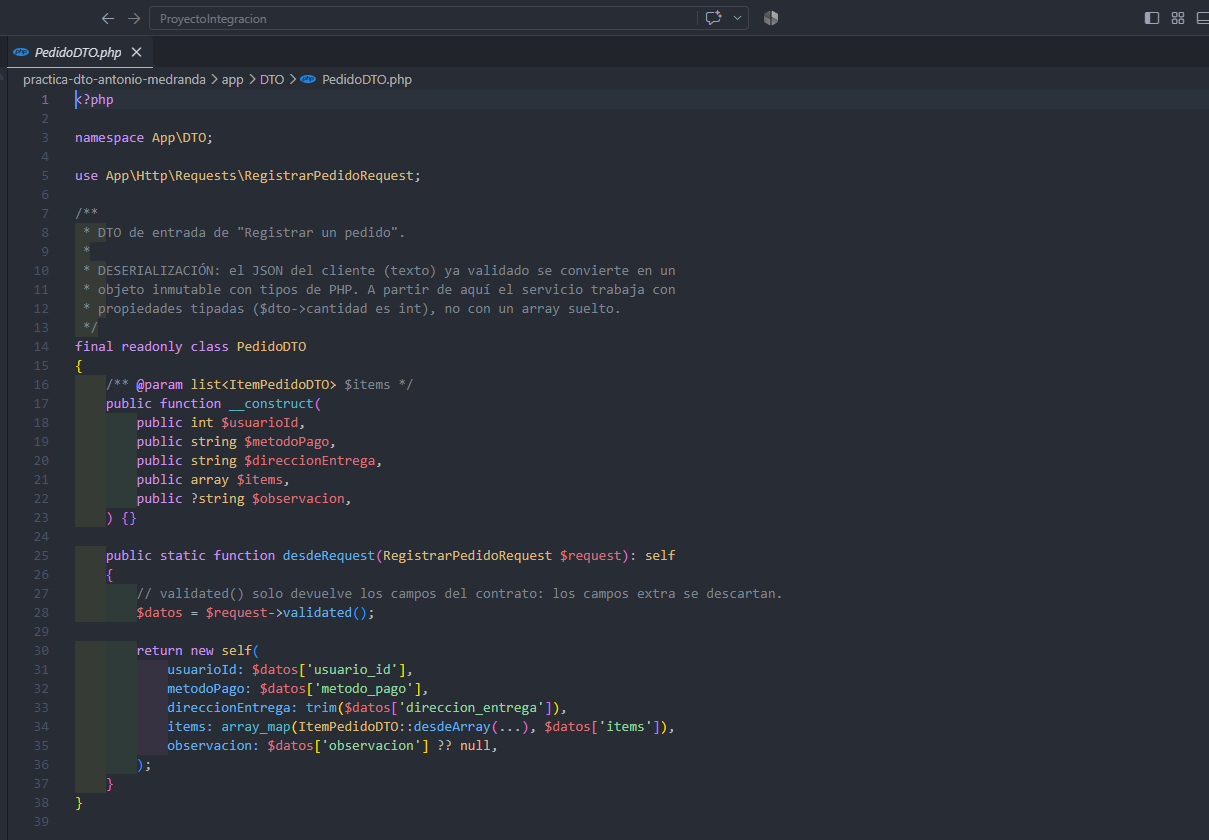 ProyectoIntegracion
php PedidoDTO.php
practica-dto-antonio-medranda > app > DTO > php PedidoDTO.php
1 <?php
2
3 namespace App\DTO;
4
5 use App\Http\Requests\RegistrarPedidoRequest;
6
7 /**
8  * DTO de entrada de "Registrar un pedido".
9  *
10  * DESERIALIZACIÓN: el JSON del cliente (texto) ya validado se convierte en un
11  * objeto inmutable con tipos de PHP. A partir de aquí el servicio trabaja con
12  * propiedades tipadas ($dto->cantidad es int), no con un array suelto.
13  */
14 final readonly class PedidoDTO
15 {
16     /** @param list<ItemPedidoDTO> $items */
17     public function __construct(
18         public int $usuarioId,
19         public string $metodoPago,
20         public string $direccionEntrega,
21         public array $items,
22         public ?string $observacion,
23     ) {}
24
25     public static function desdeRequest(RegistrarPedidoRequest $request): self
26     {
27         // validated() solo devuelve los campos del contrato: los campos extra se descartan.
28         $datos = $request->validated();
29
30         return new self(
31             usuarioId: $datos['usuario_id'],
32             metodoPago: $datos['metodo_pago'],
33             direccionEntrega: trim($datos['direccion_entrega']),
34             items: array_map(ItemPedidoDTO::desdeArray(...), $datos['items']),
35             observacion: $datos['observacion'] ?? null,
36         );
37     }
38 }
39